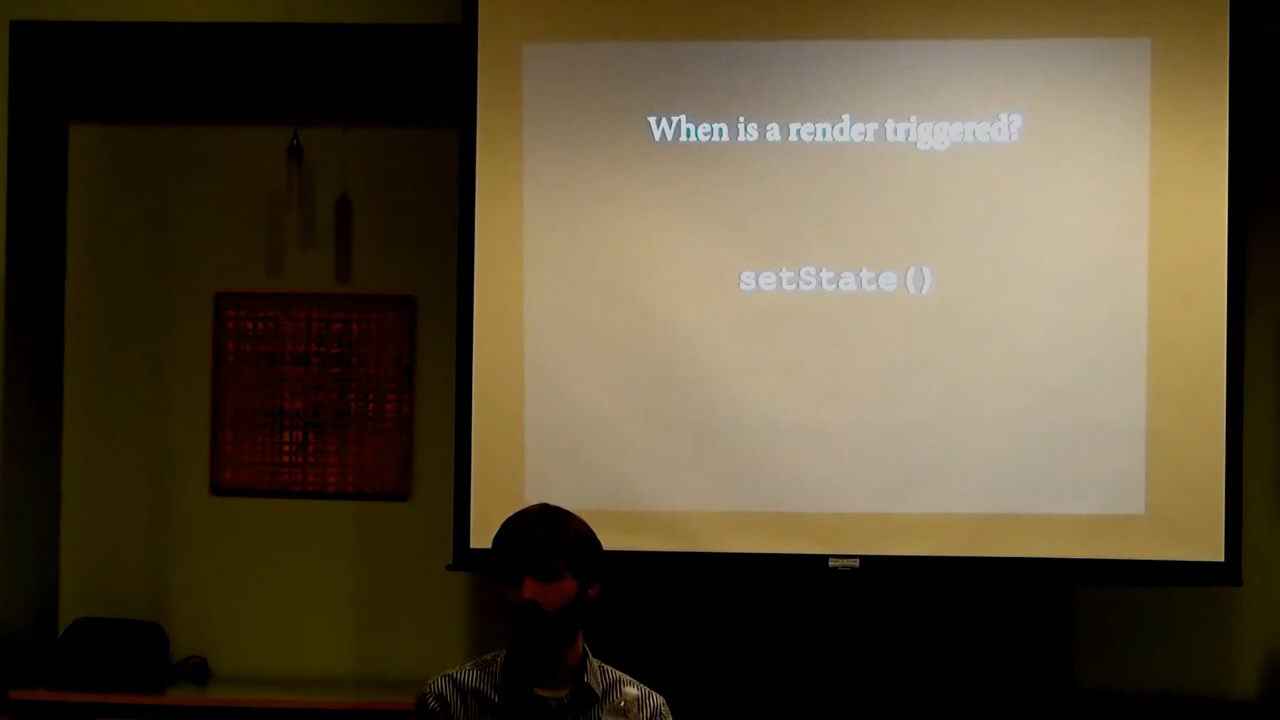 When is a render triggered?
setState()